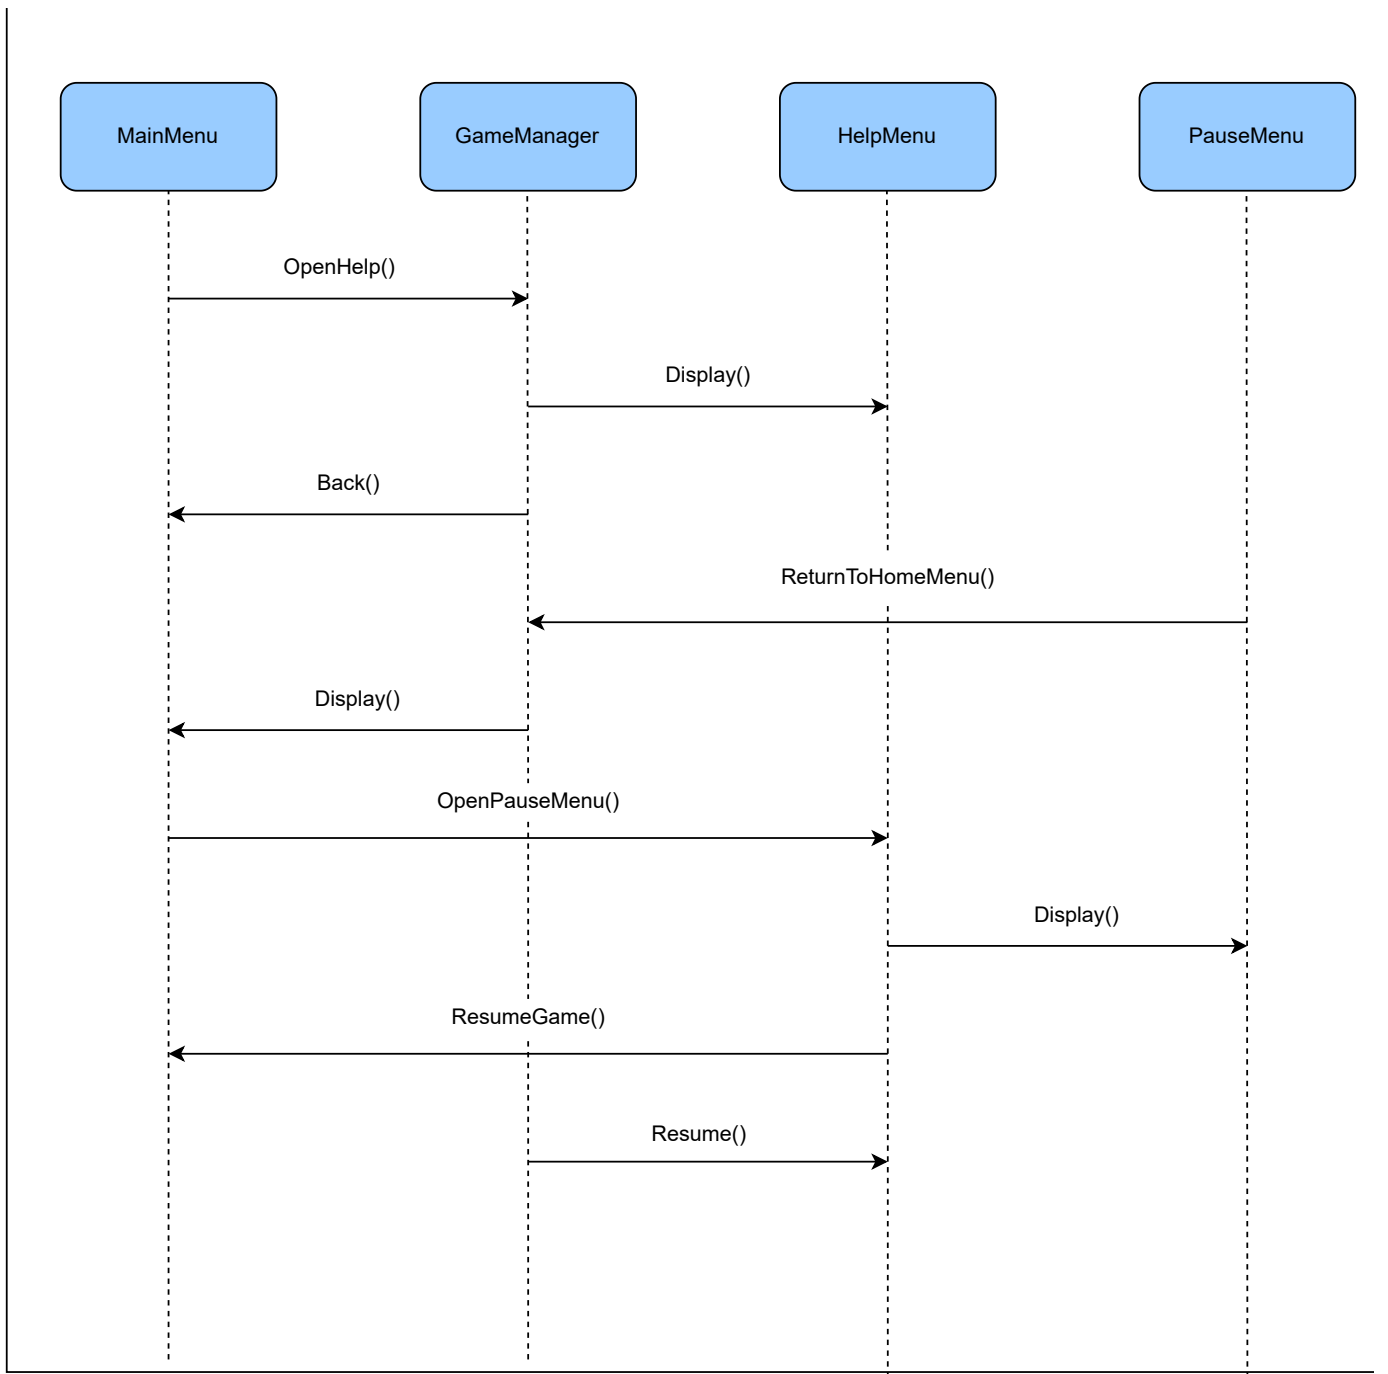 MainMenu
GameManager
HelpMenu
PauseMenu
OpenHelp()
Display()
Back()
ReturnToHomeMenu()
Display()
OpenPauseMenu()
Display()
ResumeGame()
Resume()